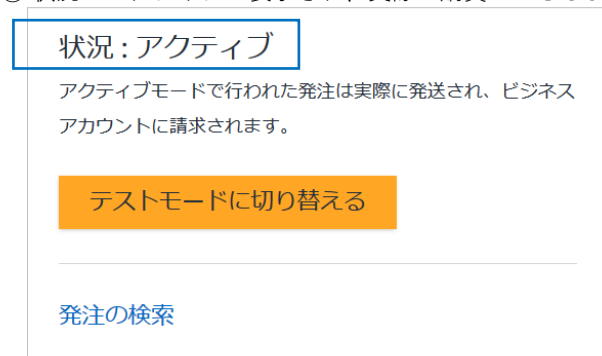 状況 : アクティブ
アクティブモードで行われた発注は実際に発送され、ビジネス
アカウントに請求されます。
テストモードに切り替える
発注の検索